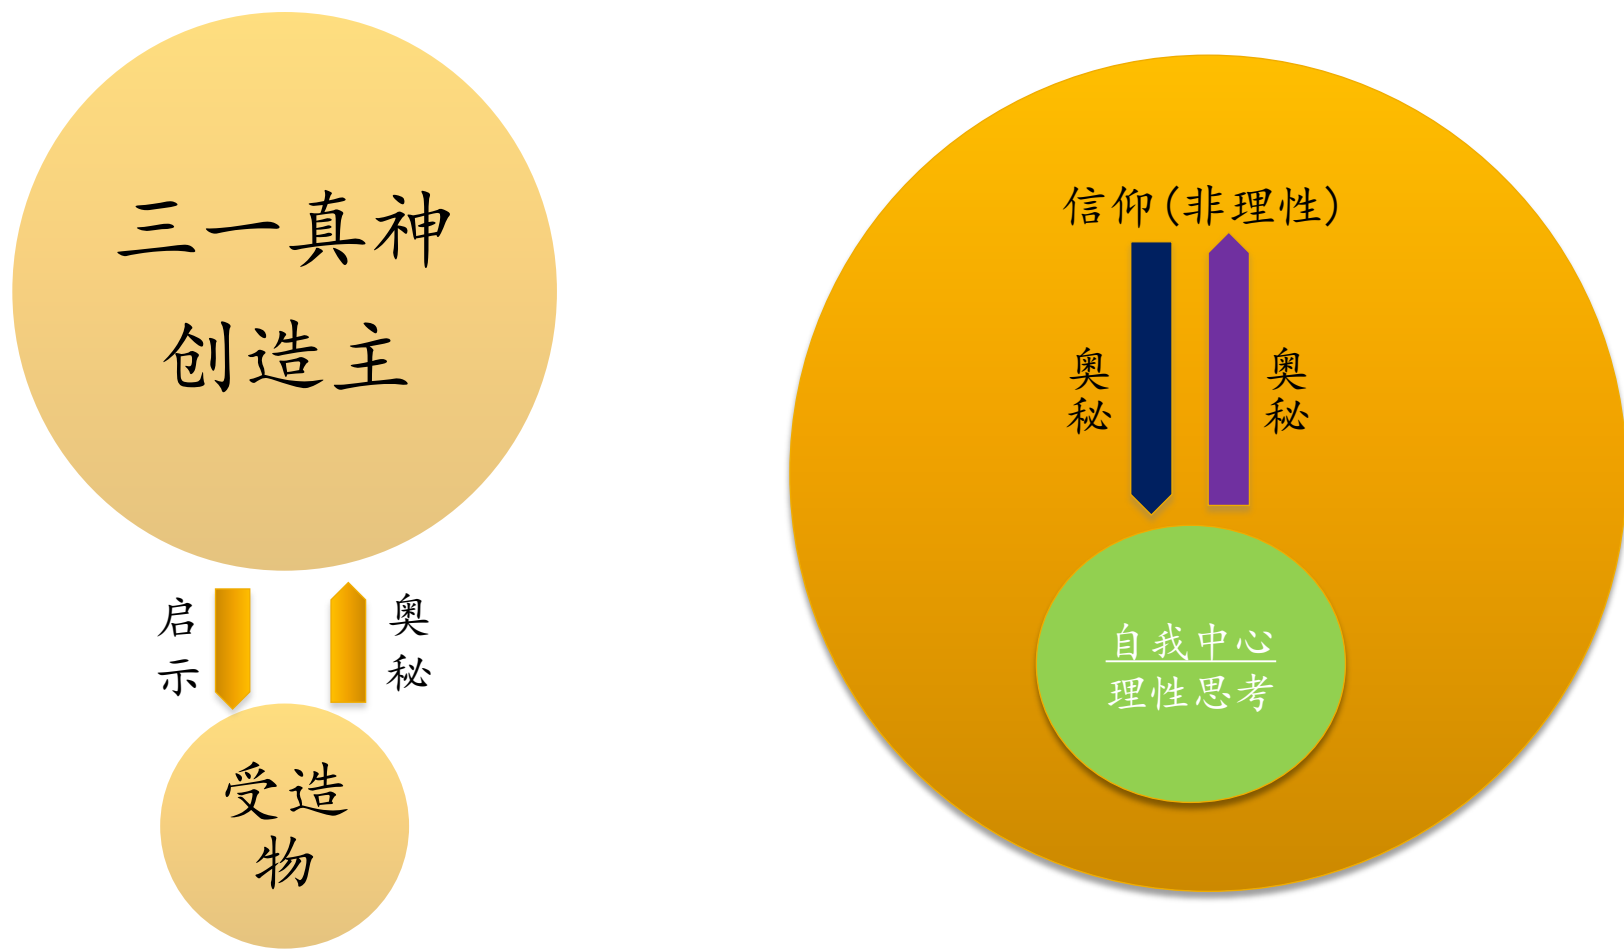 三一真神
创造主
启
示
奥
秘
受造
物
信仰(非理性)
奥
秘
奥
秘
自我中心
理性思考